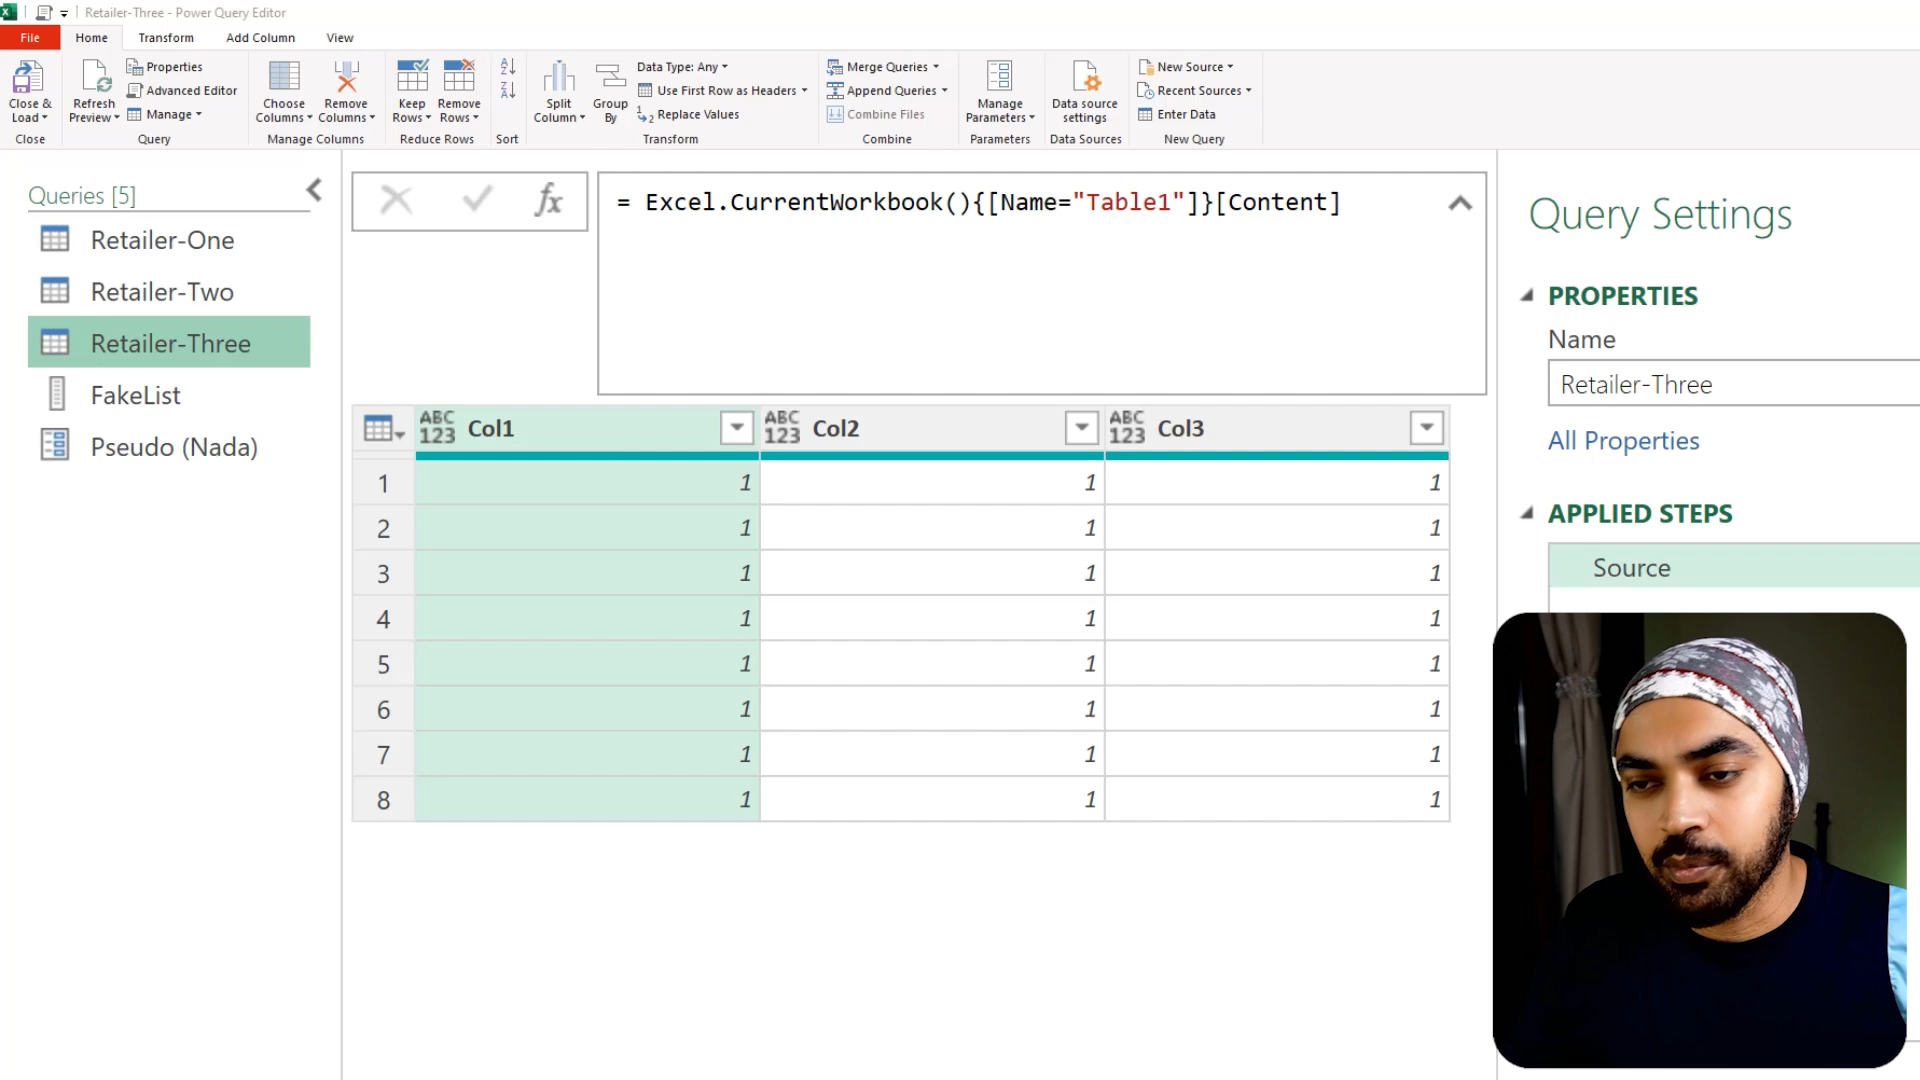 Retailer-Three - Power Query Editor
File
Home
Transform
Add Column
View
Close & Load
Close
Refresh Preview
Properties
Advanced Editor
Manage
Query
Choose Columns
Remove Columns
Manage Columns
Keep Rows
Remove Rows
Reduce Rows
Sort
Split Column
Group By
Data Type: Any
Use First Row as Headers
Replace Values
Transform
Merge Queries
Append Queries
Combine Files
Combine
Manage Parameters
Parameters
Data source settings
Data Sources
New Source
Recent Sources
Enter Data
New Query
Queries [5]
Retailer-One
Retailer-Two
Retailer-Three
FakeList
Pseudo (Nada)
fx
= Excel.CurrentWorkbook(){[Name="Table1"]}[Content]
ABC 123 Col1 ABC 123 Col2 ABC 123 Col3
1 1 1 1
2 1 1 1
3 1 1 1
4 1 1 1
5 1 1 1
6 1 1 1
7 1 1 1
8 1 1 1
Query Settings
PROPERTIES
Name
Retailer-Three
All Properties
APPLIED STEPS
Source